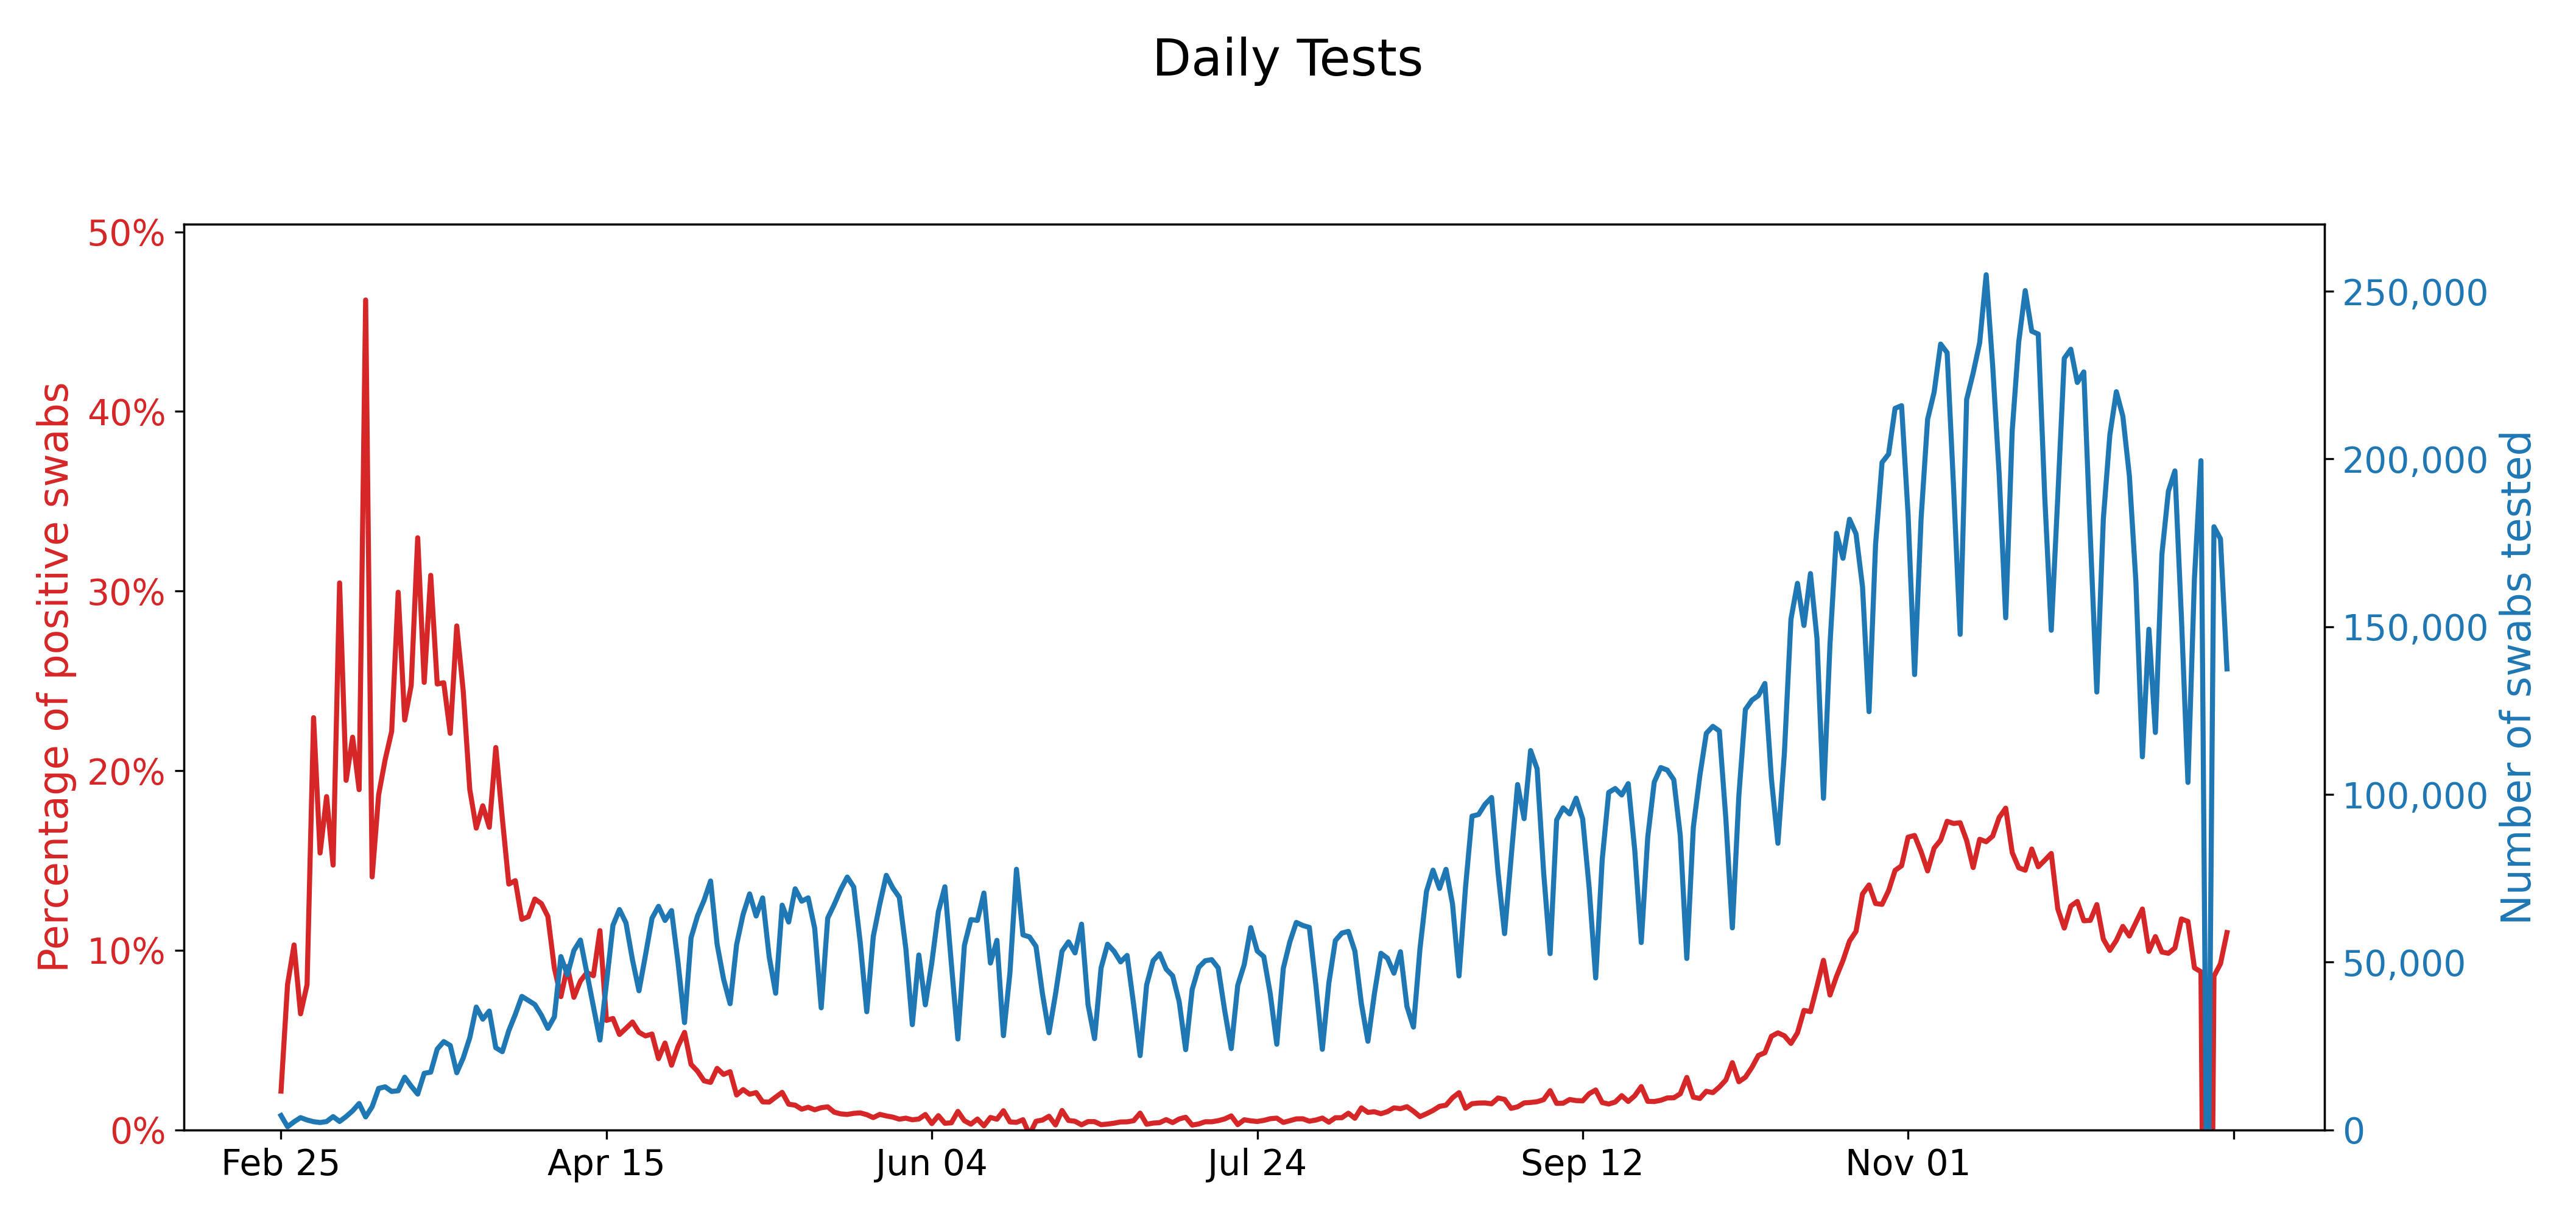 Daily Tests
50%
40%
30%
20%
10%
0%
Percentage of positive swabs
250,000
200,000
150,000
100,000
50,000
0
Number of swabs tested
Feb 25
Apr 15
Jun 04
Jul 24
Sep 12
Nov 01